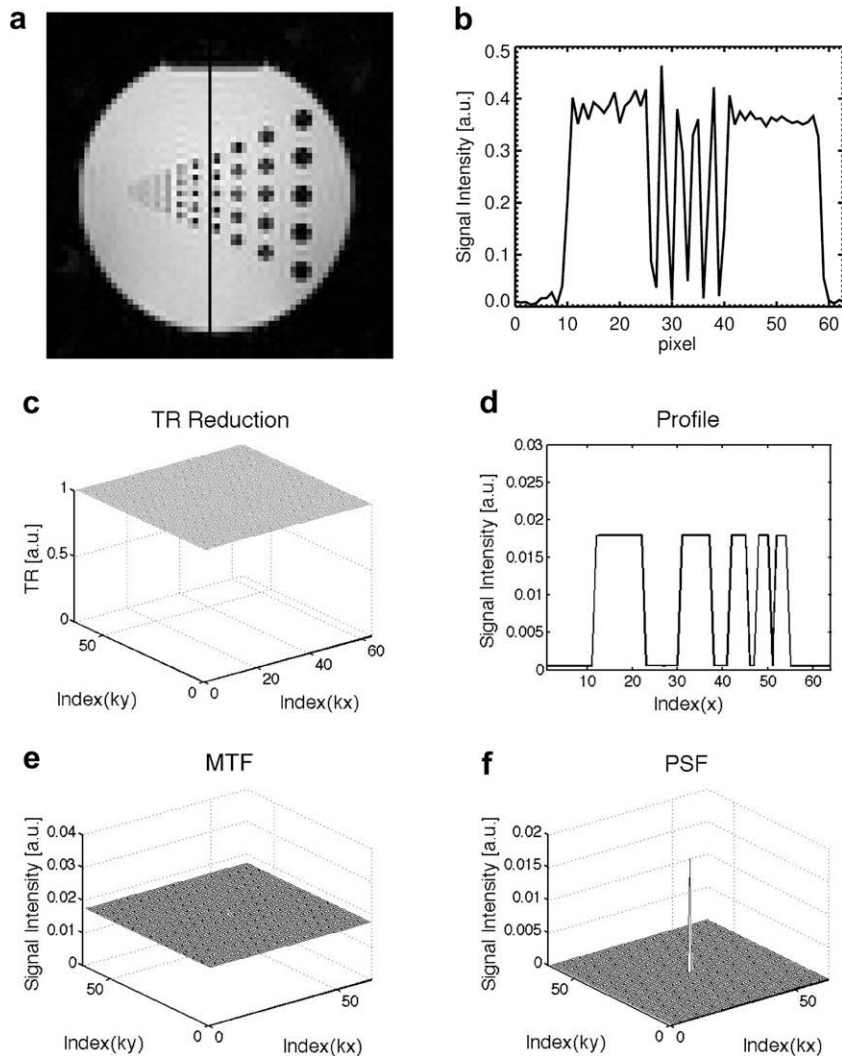 a
b
0.5
0.4
0.3
0.2
0.1
0.0
Signal Intensity [a.u.]
0 10 20 30 40 50 60
pixel
c
TR Reduction
1
0.5
0
TR [a.u.]
50
0 0
20
40
60
Index(ky)
Index(kx)
d
Profile
0.03
0.025
0.02
0.015
0.01
0.005
0
Signal Intensity [a.u.]
10 20 30 40 50 60
Index(x)
e
MTF
0.04
0.03
0.02
0.01
0
Signal Intensity [a.u.]
50
0 0
50
Index(ky)
Index(kx)
f
PSF
0.02
0.015
0.01
0.005
0
Signal Intensity [a.u.]
50
0 0
50
Index(ky)
Index(kx)